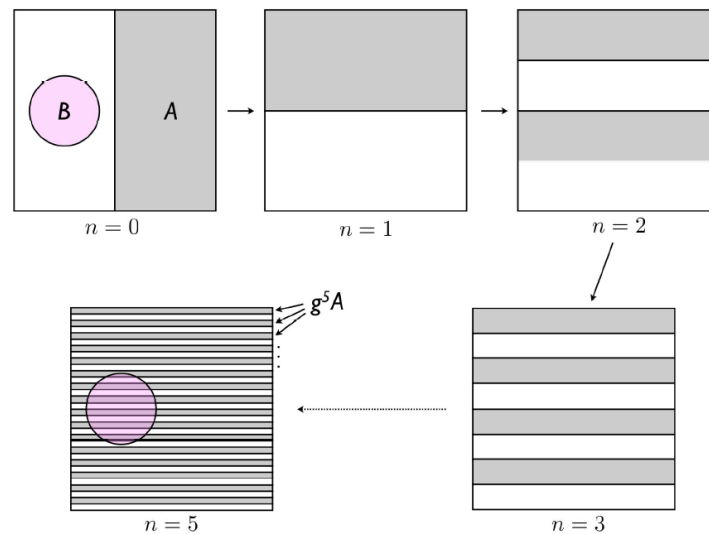 B A
n = 0
n = 1
n = 2
g⁵A
n = 5
n = 3